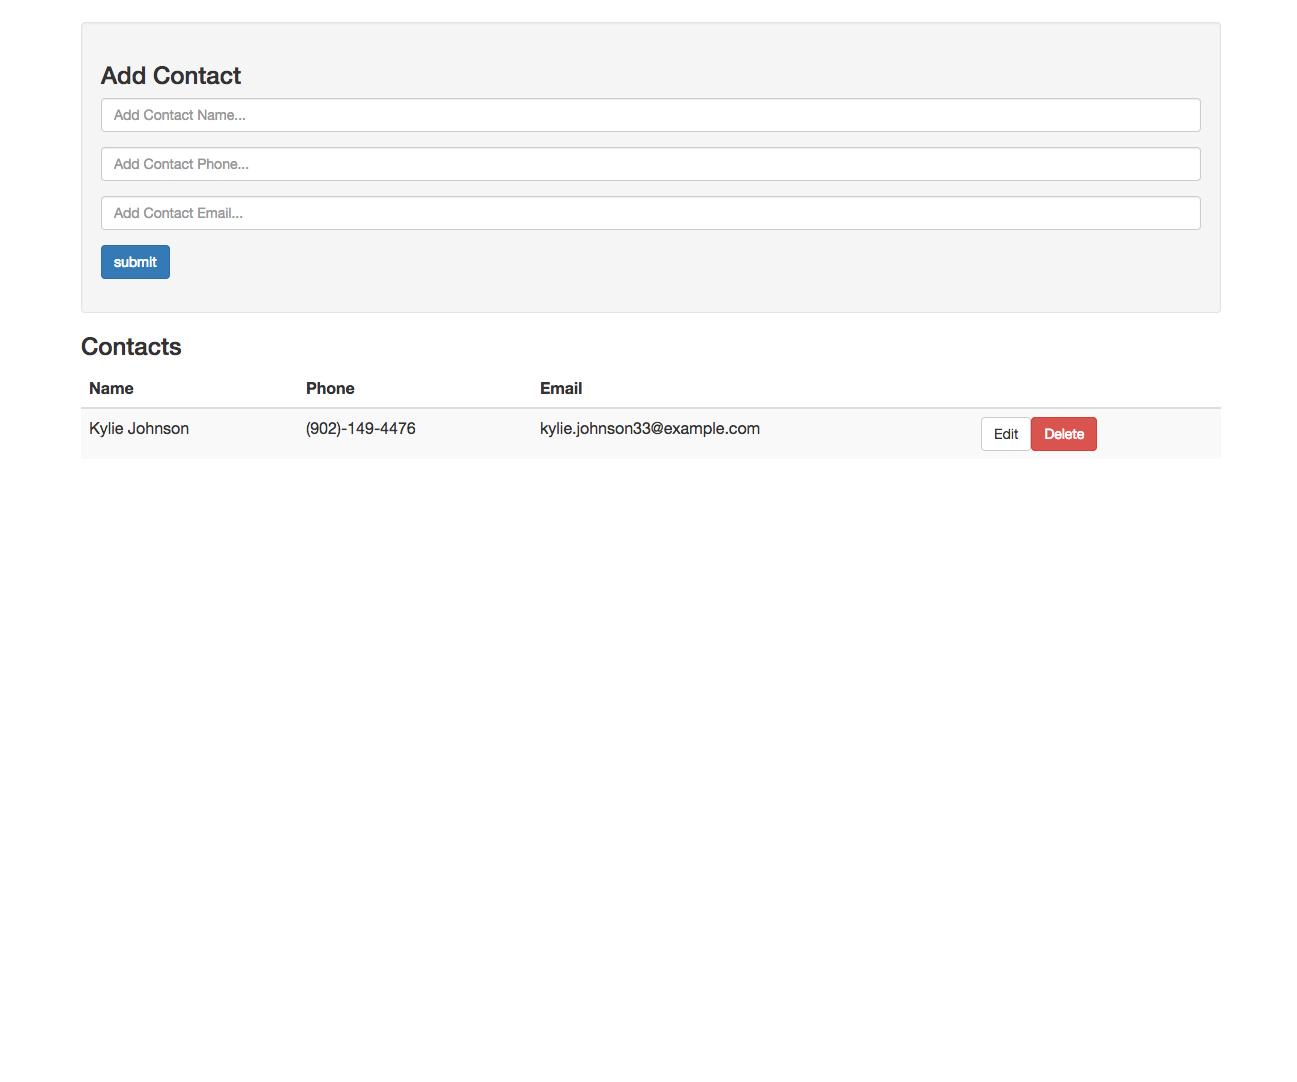 Add Contact
Add Contact Name...
Add Contact Phone...
Add Contact Email...
submit
Contacts
Name Phone Email
Kylie Johnson (902)-149-4476 kylie.johnson33@example.com Edit Delete